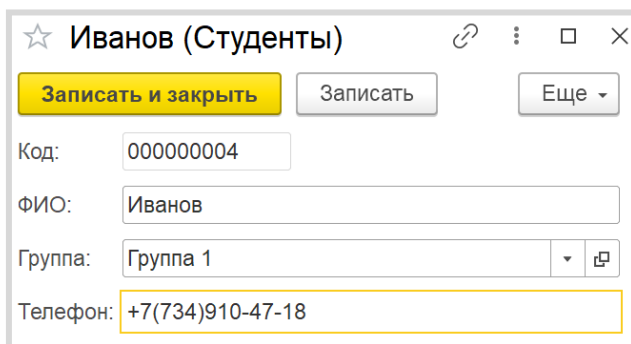 Иванов (Студенты)
Записать и закрыть Записать Еще
Код: 000000004
ФИО: Иванов
Группа: Группа 1
Телефон: +7(734)910-47-18